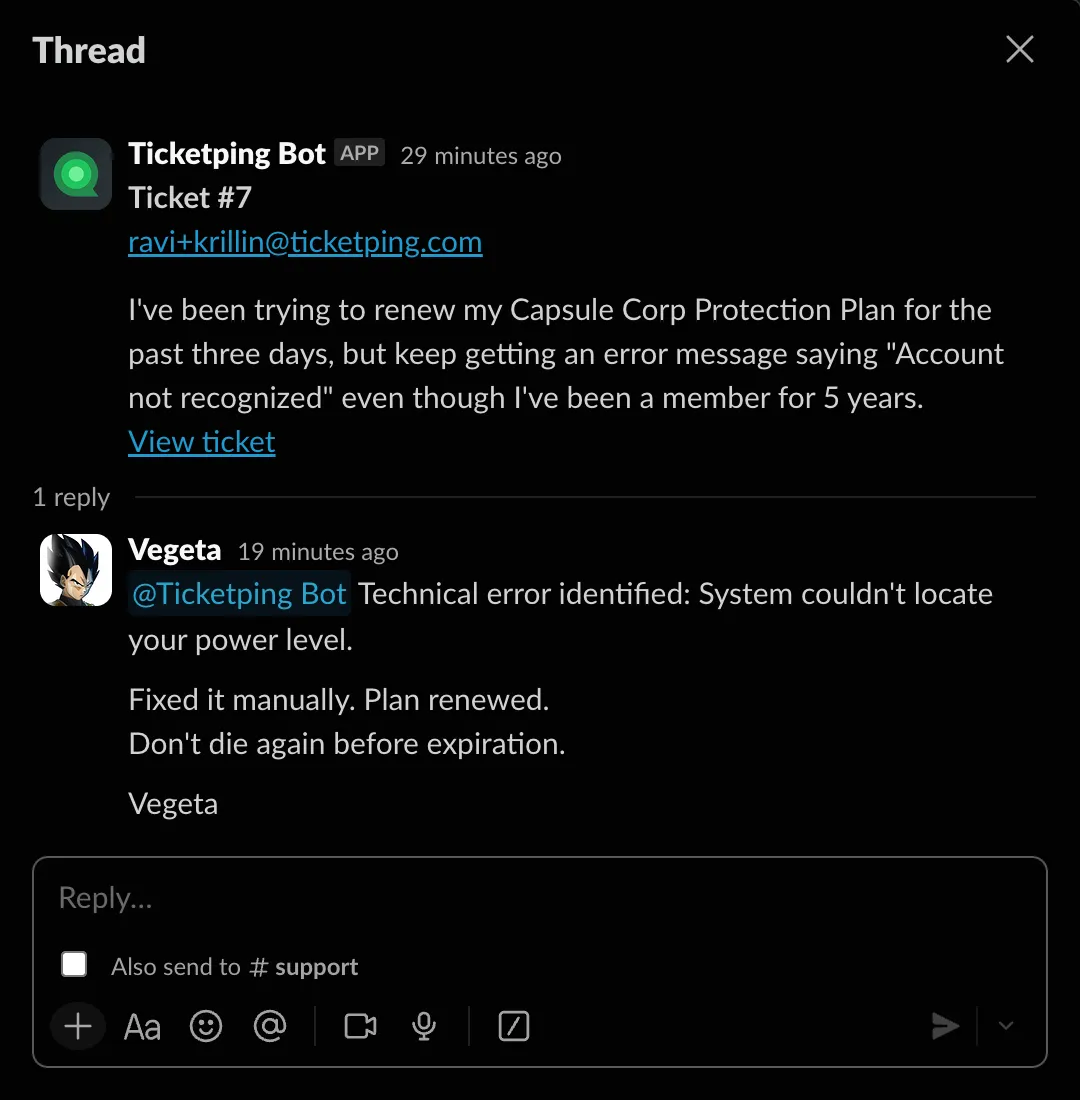 Thread
Ticketping Bot APP 29 minutes ago
Ticket #7
ravi+krillin@ticketping.com
I've been trying to renew my Capsule Corp Protection Plan for the
past three days, but keep getting an error message saying "Account
not recognized" even though I've been a member for 5 years.
View ticket
1 reply
Vegeta 19 minutes ago
@Ticketping Bot Technical error identified: System couldn't locate
your power level.
Fixed it manually. Plan renewed.
Don't die again before expiration.
Vegeta
Reply...
Also send to # support
Aa